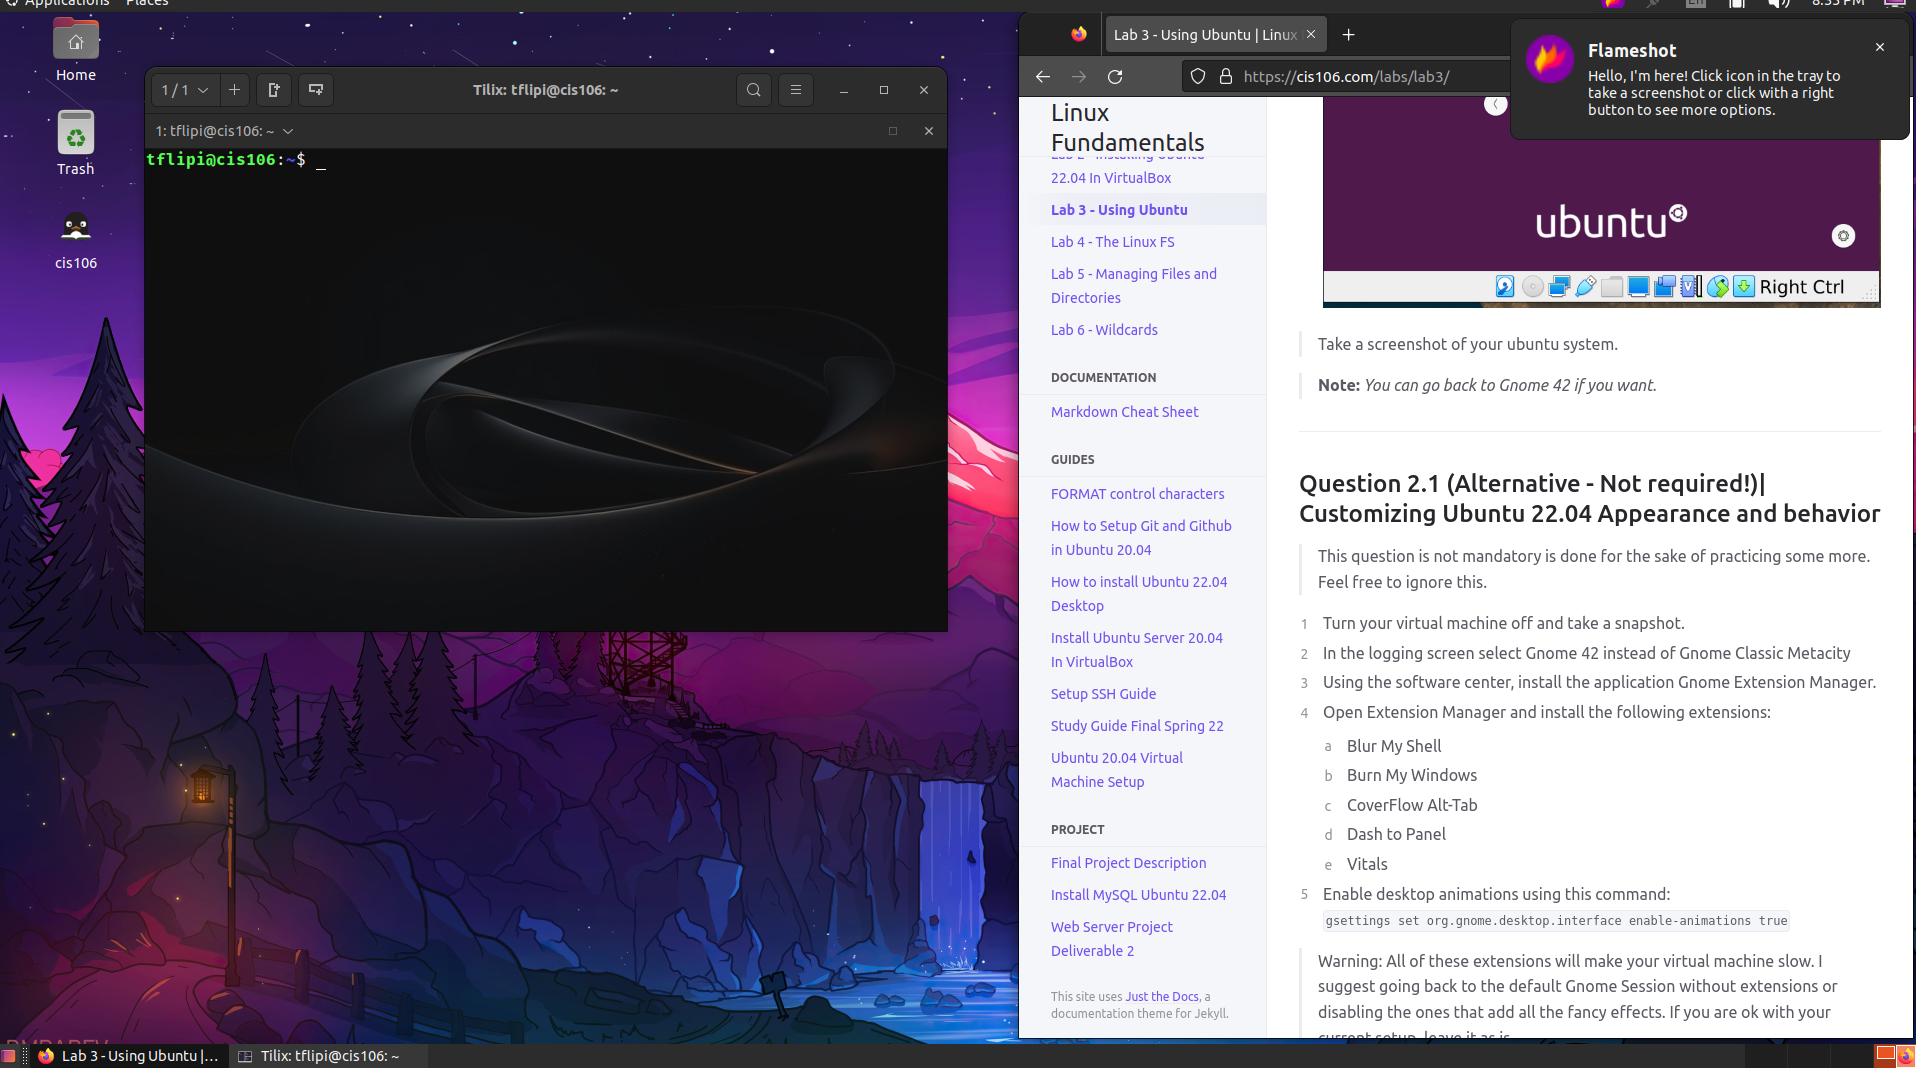 Applications Places
En
8:35 PM
Home
Trash
cis106
1 / 1
Tilix: tflipi@cis106: ~
1: tflipi@cis106: ~
tflipi@cis106:~$ _
Lab 3 - Using Ubuntu | Linux
https://cis106.com/labs/lab3/
Flameshot
Hello, I'm here! Click icon in the tray to
take a screenshot or click with a right
button to see more options.
Linux
Fundamentals
Lab 2 - Installing Ubuntu
22.04 In VirtualBox
Lab 3 - Using Ubuntu
Lab 4 - The Linux FS
Lab 5 - Managing Files and
Directories
Lab 6 - Wildcards
DOCUMENTATION
Markdown Cheat Sheet
GUIDES
FORMAT control characters
How to Setup Git and Github
in Ubuntu 20.04
How to install Ubuntu 22.04
Desktop
Install Ubuntu Server 20.04
In VirtualBox
Setup SSH Guide
Study Guide Final Spring 22
Ubuntu 20.04 Virtual
Machine Setup
PROJECT
Final Project Description
Install MySQL Ubuntu 22.04
Web Server Project
Deliverable 2
This site uses Just the Docs, a
documentation theme for Jekyll.
ubuntu
Right Ctrl
Take a screenshot of your ubuntu system.
Note: You can go back to Gnome 42 if you want.
Question 2.1 (Alternative - Not required!)|
Customizing Ubuntu 22.04 Appearance and behavior
This question is not mandatory is done for the sake of practicing some more.
Feel free to ignore this.
1 Turn your virtual machine off and take a snapshot.
2 In the logging screen select Gnome 42 instead of Gnome Classic Metacity
3 Using the software center, install the application Gnome Extension Manager.
4 Open Extension Manager and install the following extensions:
a Blur My Shell
b Burn My Windows
c CoverFlow Alt-Tab
d Dash to Panel
e Vitals
5 Enable desktop animations using this command:
gsettings set org.gnome.desktop.interface enable-animations true
Warning: All of these extensions will make your virtual machine slow. I
suggest going back to the default Gnome Session without extensions or
disabling the ones that add all the fancy effects. If you are ok with your
current setup, leave it as is.
Lab 3 - Using Ubuntu |...
Tilix: tflipi@cis106: ~